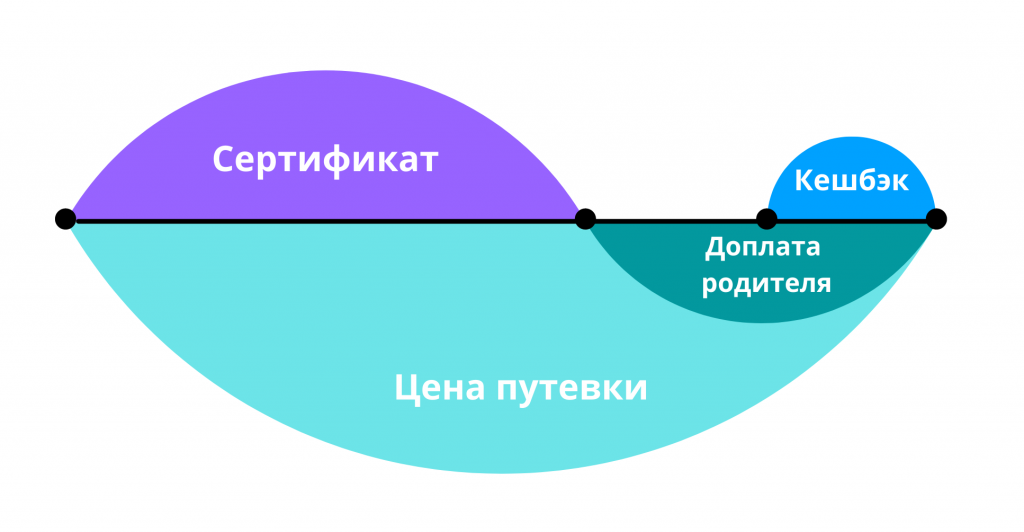 Сертификат
Кешбэк
Доплата
родителя
Цена путевки